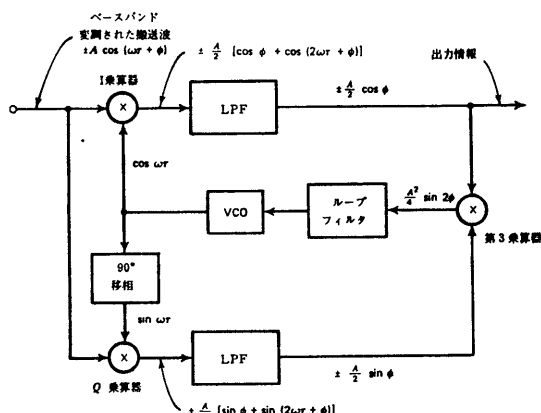 ベースバンド
変調された搬送波
±A cos (ωτ + φ)
± A/2 [cos φ + cos (2ωτ + φ)]
出力情報
I乗算器
×
LPF
± A/2 cos φ
cos ωτ
VCO
ループ
フィルタ
A²/4 sin 2φ
×
第3乗算器
90°
移相
sin ωτ
×
LPF
Q 乗算器
± A/2 sin φ
± A/2 [sin φ + sin (2ωτ + φ)]